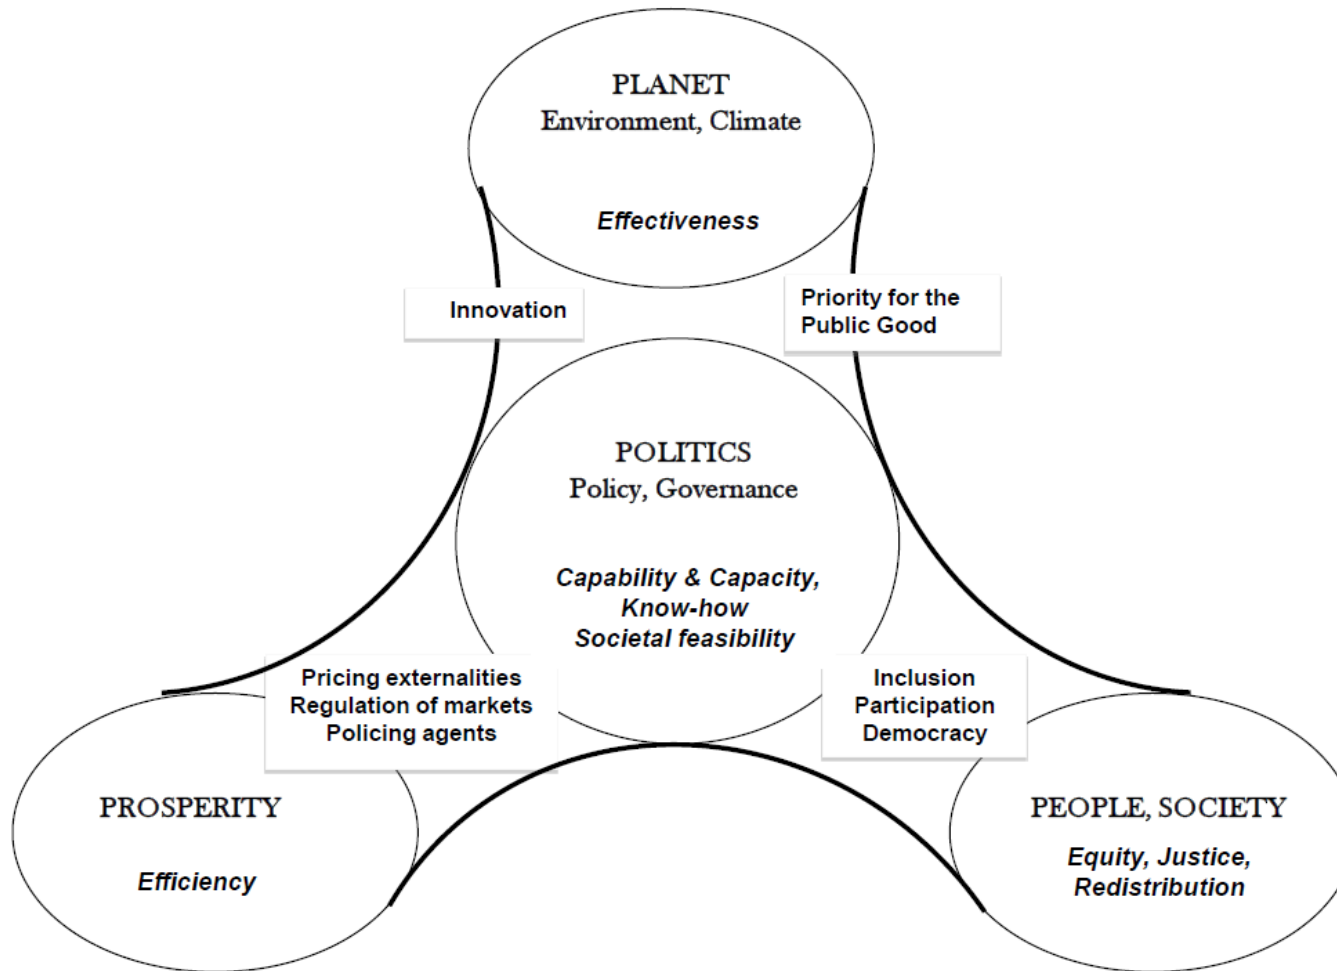 PLANET
Environment, Climate
Effectiveness
Innovation
Priority for the
Public Good
POLITICS
Policy, Governance
Capability & Capacity,
Know-how
Societal feasibility
Pricing externalities
Regulation of markets
Policing agents
Inclusion
Participation
Democracy
PROSPERITY
Efficiency
PEOPLE, SOCIETY
Equity, Justice,
Redistribution